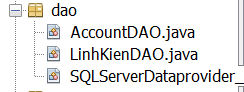 dao
AccountDAO.java
LinhKienDAO.java
SQLServerDataprovider